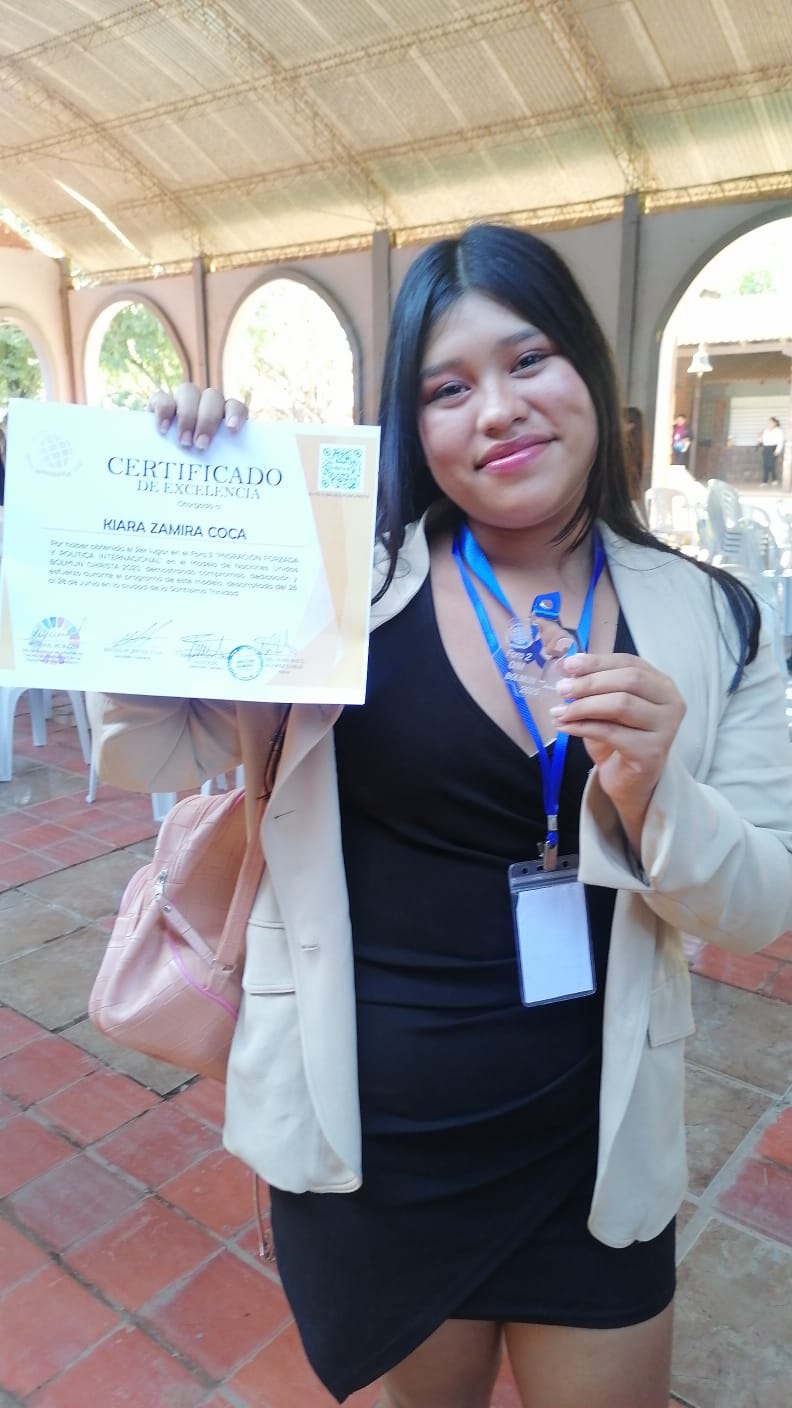 CERTIFICADO
DE EXCELENCIA
Otorgado a:
KIARA ZAMIRA COCA
Por haber obtenido el 2er lugar en el Foro 2 "MIGRACIÓN FORZADA
Y POLÍTICA INTERNACIONAL" en el Modelo de Naciones Unidas
BOLMUN CHRISTA 2025, demostrando compromiso, dedicación y
esfuerzo durante el programa de este modelo, desarrollado del 26
al 28 de junio en la ciudad de la Santísima Trinidad.
Foro 2
BOLMUN
2025